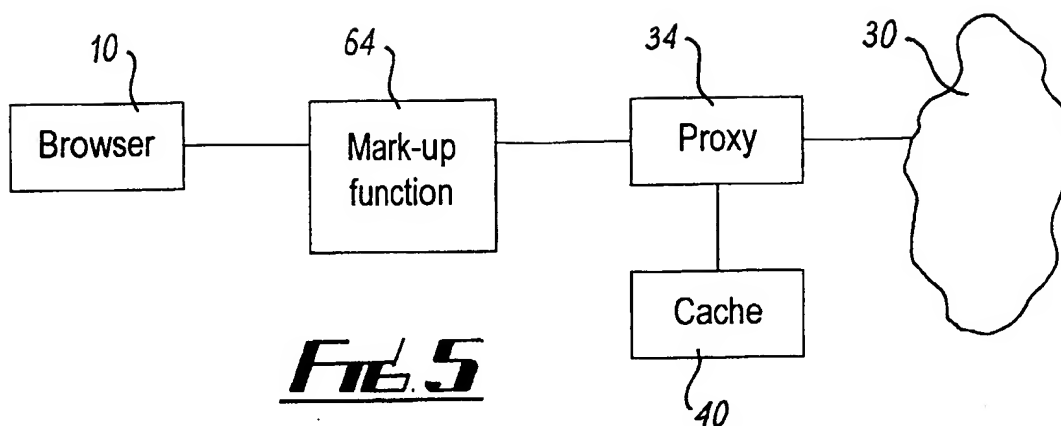 10
64
34
30
Browser
Mark-up
function
Proxy
Cache
FIG. 5
40